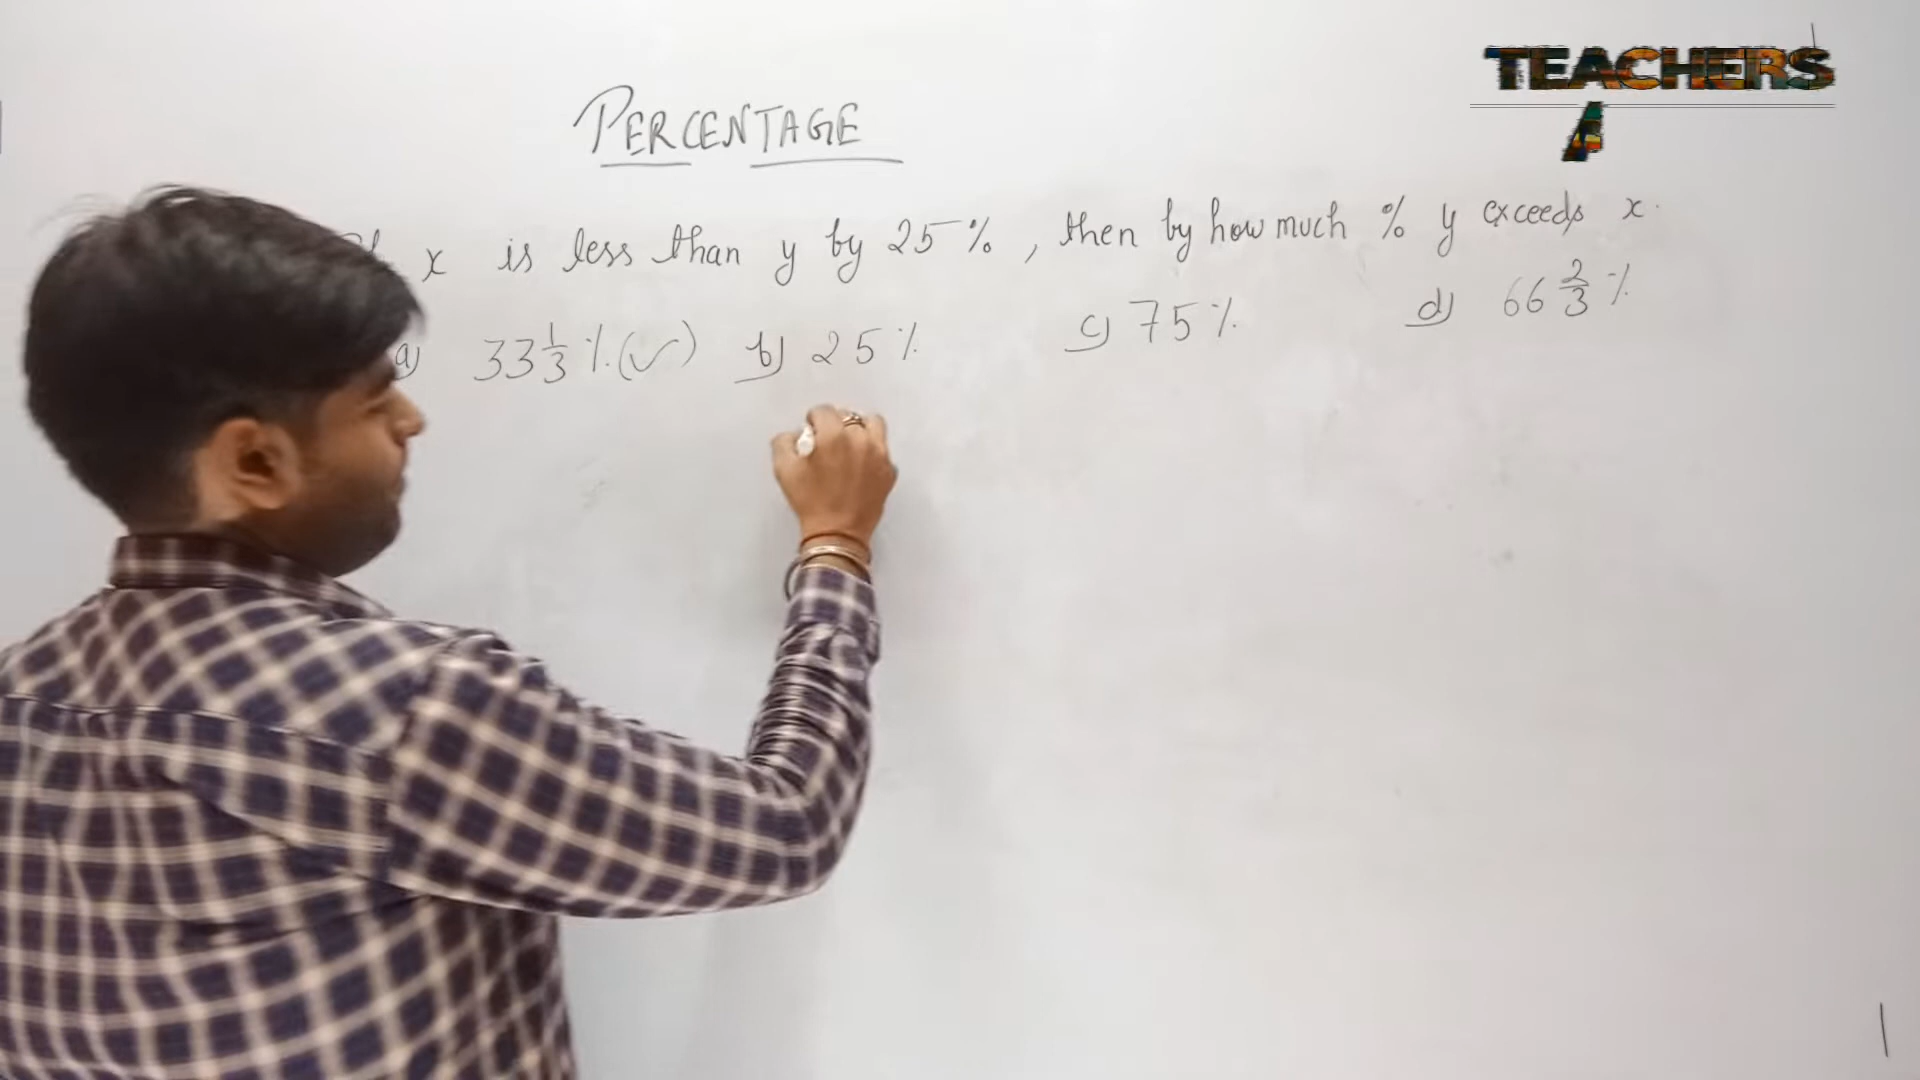 TEACHERS
PERCENTAGE
x is less than y by 25%, then by how much % y exceeds x.
a) 33 1/3 % (✓) b) 25% c) 75% d) 66 2/3 %